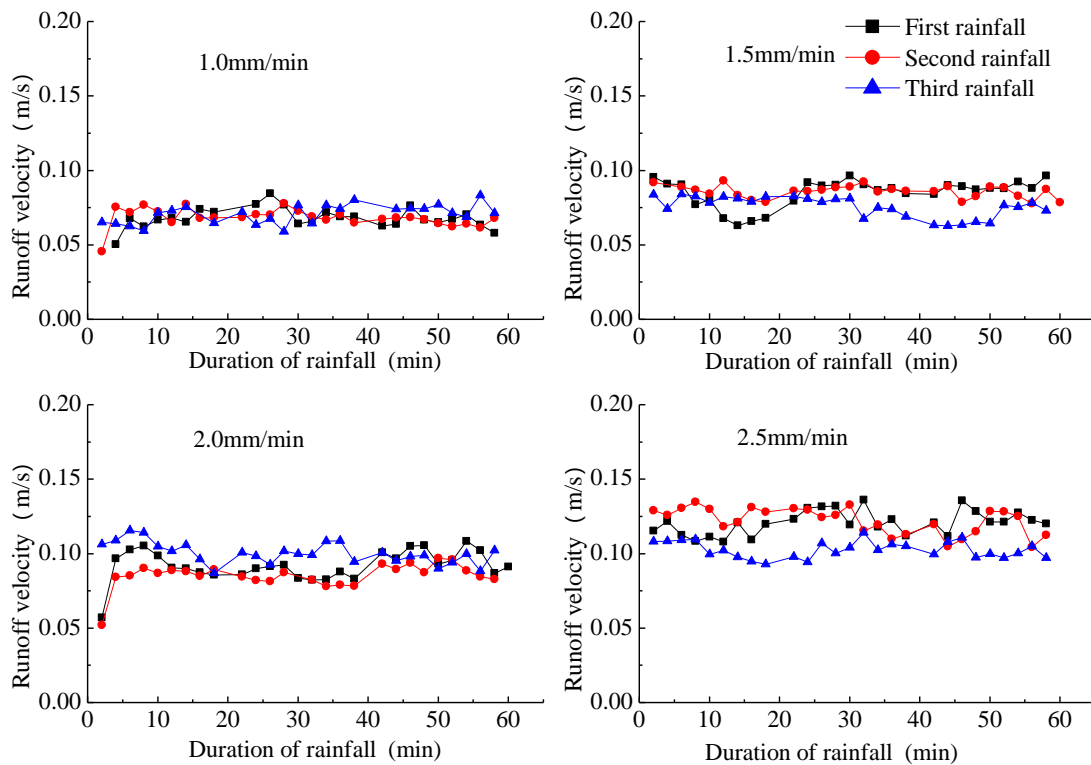 0.20
0.15
0.10
0.05
0.00
Runoff velocity (m/s)
1.0mm/min
0 10 20 30 40 50 60
Duration of rainfall (min)
0.20
0.15
0.10
0.05
0.00
Runoff velocity (m/s)
1.5mm/min
First rainfall
Second rainfall
Third rainfall
0 10 20 30 40 50 60
Duration of rainfall (min)
0.20
0.15
0.10
0.05
0.00
Runoff velocity (m/s)
2.0mm/min
0 10 20 30 40 50 60
Duration of rainfall (min)
0.20
0.15
0.10
0.05
0.00
Runoff velocity (m/s)
2.5mm/min
0 10 20 30 40 50 60
Duration of rainfall (min)